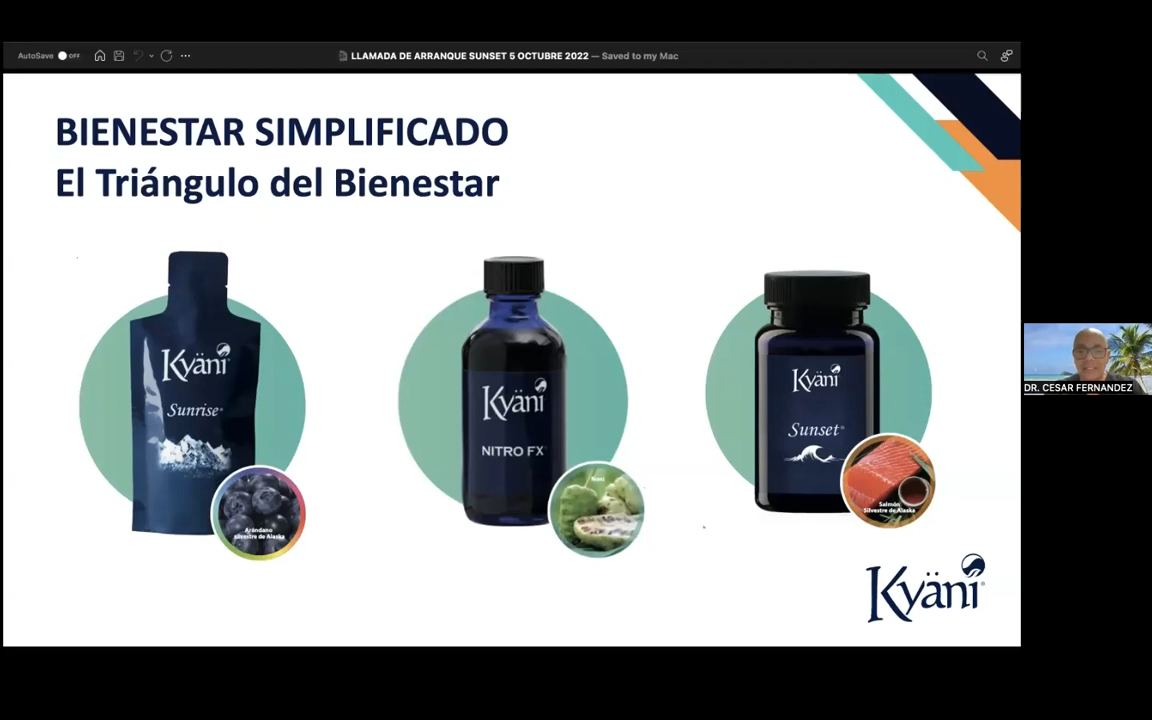 AutoSave OFF
LLAMADA DE ARRANQUE SUNSET 5 OCTUBRE 2022 — Saved to my Mac
BIENESTAR SIMPLIFICADO
El Triángulo del Bienestar
Kyäni
Sunrise®
Arándano
silvestre de Alaska
Kyäni
NITRO FX®
Noni
Kyäni
Sunset®
Salmón
Silvestre de Alaska
Kyäni®
DR. CESAR FERNANDEZ